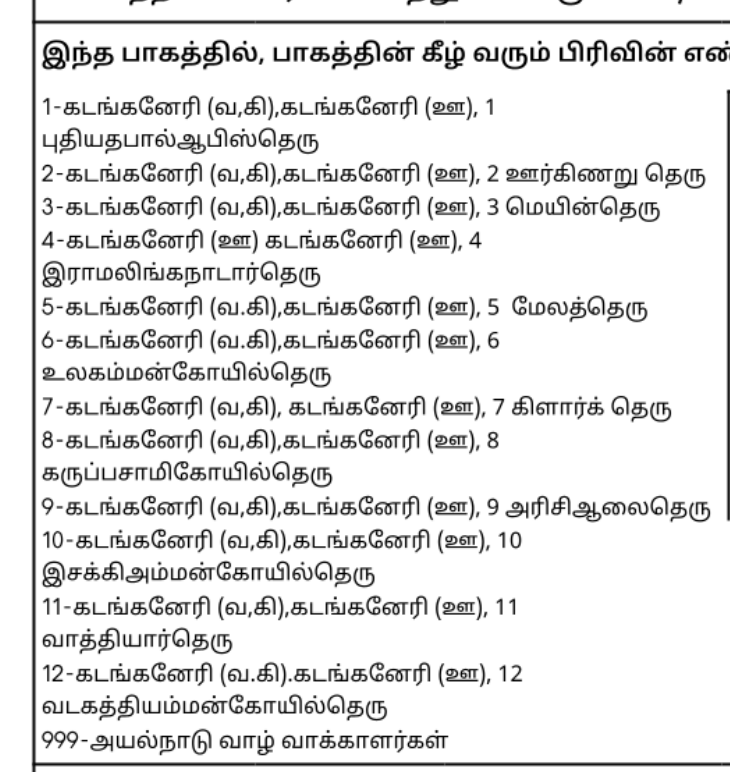 இந்த பாகத்தில், பாகத்தின் கீழ் வரும் பிரிவின்
1-கடங்கனேரி (வ,கி),கடங்கனேரி (ஊ), 1
புதியதபால்ஆபிஸ்தெரு
2-கடங்கனேரி (வ,கி),கடங்கனேரி (ஊ), 2 ஊர்கிணறு தெரு
3-கடங்கனேரி (வ,கி),கடங்கனேரி (ஊ), 3 மெயின்தெரு
4-கடங்கனேரி (ஊ) கடங்கனேரி (ஊ), 4
இராமலிங்கநாடார்தெரு
5-கடங்கனேரி (வ.கி),கடங்கனேரி (ஊ), 5 மேலத்தெரு
6-கடங்கனேரி (வ.கி),கடங்கனேரி (ஊ), 6
உலகம்மன்கோயில்தெரு
7-கடங்கனேரி (வ,கி), கடங்கனேரி (ஊ), 7 கிளார்க் தெரு
8-கடங்கனேரி (வ,கி),கடங்கனேரி (ஊ), 8
கருப்பசாமிகோயில்தெரு
9-கடங்கனேரி (வ,கி),கடங்கனேரி (ஊ), 9 அரிசிஆலைதெரு
10-கடங்கனேரி (வ,கி),கடங்கனேரி (ஊ), 10
இசக்கிஅம்மன்கோயில்தெரு
11-கடங்கனேரி (வ,கி),கடங்கனேரி (ஊ), 11
வாத்தியார்தெரு
12-கடங்கனேரி (வ.கி).கடங்கனேரி (ஊ), 12
வடகத்தியம்மன்கோயில்தெரு
999-அயல்நாடு வாழ் வாக்காளர்கள்